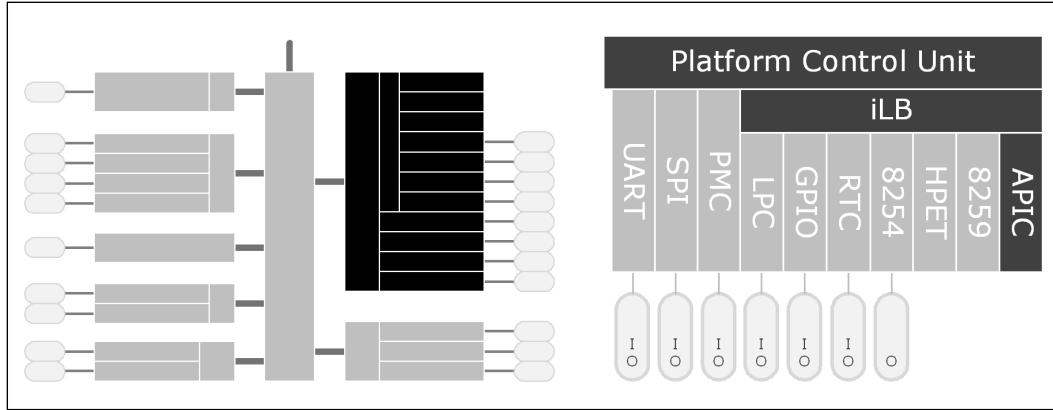 Platform Control Unit
iLB
UART
SPI
PMC
LPC
GPIO
RTC
8254
HPET
8259
APIC
I O
I O
I O
I O
I O
I O
O